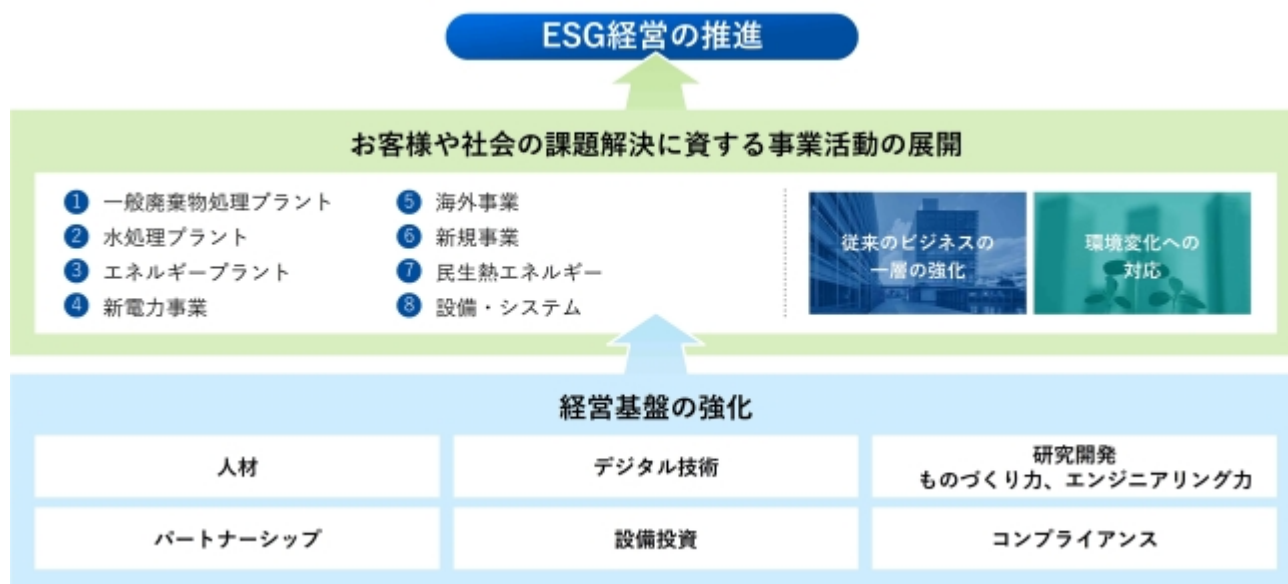 ESG経営の推進
お客様や社会の課題解決に資する事業活動の展開
1 一般廃棄物処理プラント
2 水処理プラント
3 エネルギープラント
4 新電力事業
5 海外事業
6 新規事業
7 民生熱エネルギー
8 設備・システム
従来のビジネスの
一層の強化
環境変化への
対応
経営基盤の強化
人材
デジタル技術
研究開発
ものづくり力、エンジニアリング力
パートナーシップ
設備投資
コンプライアンス